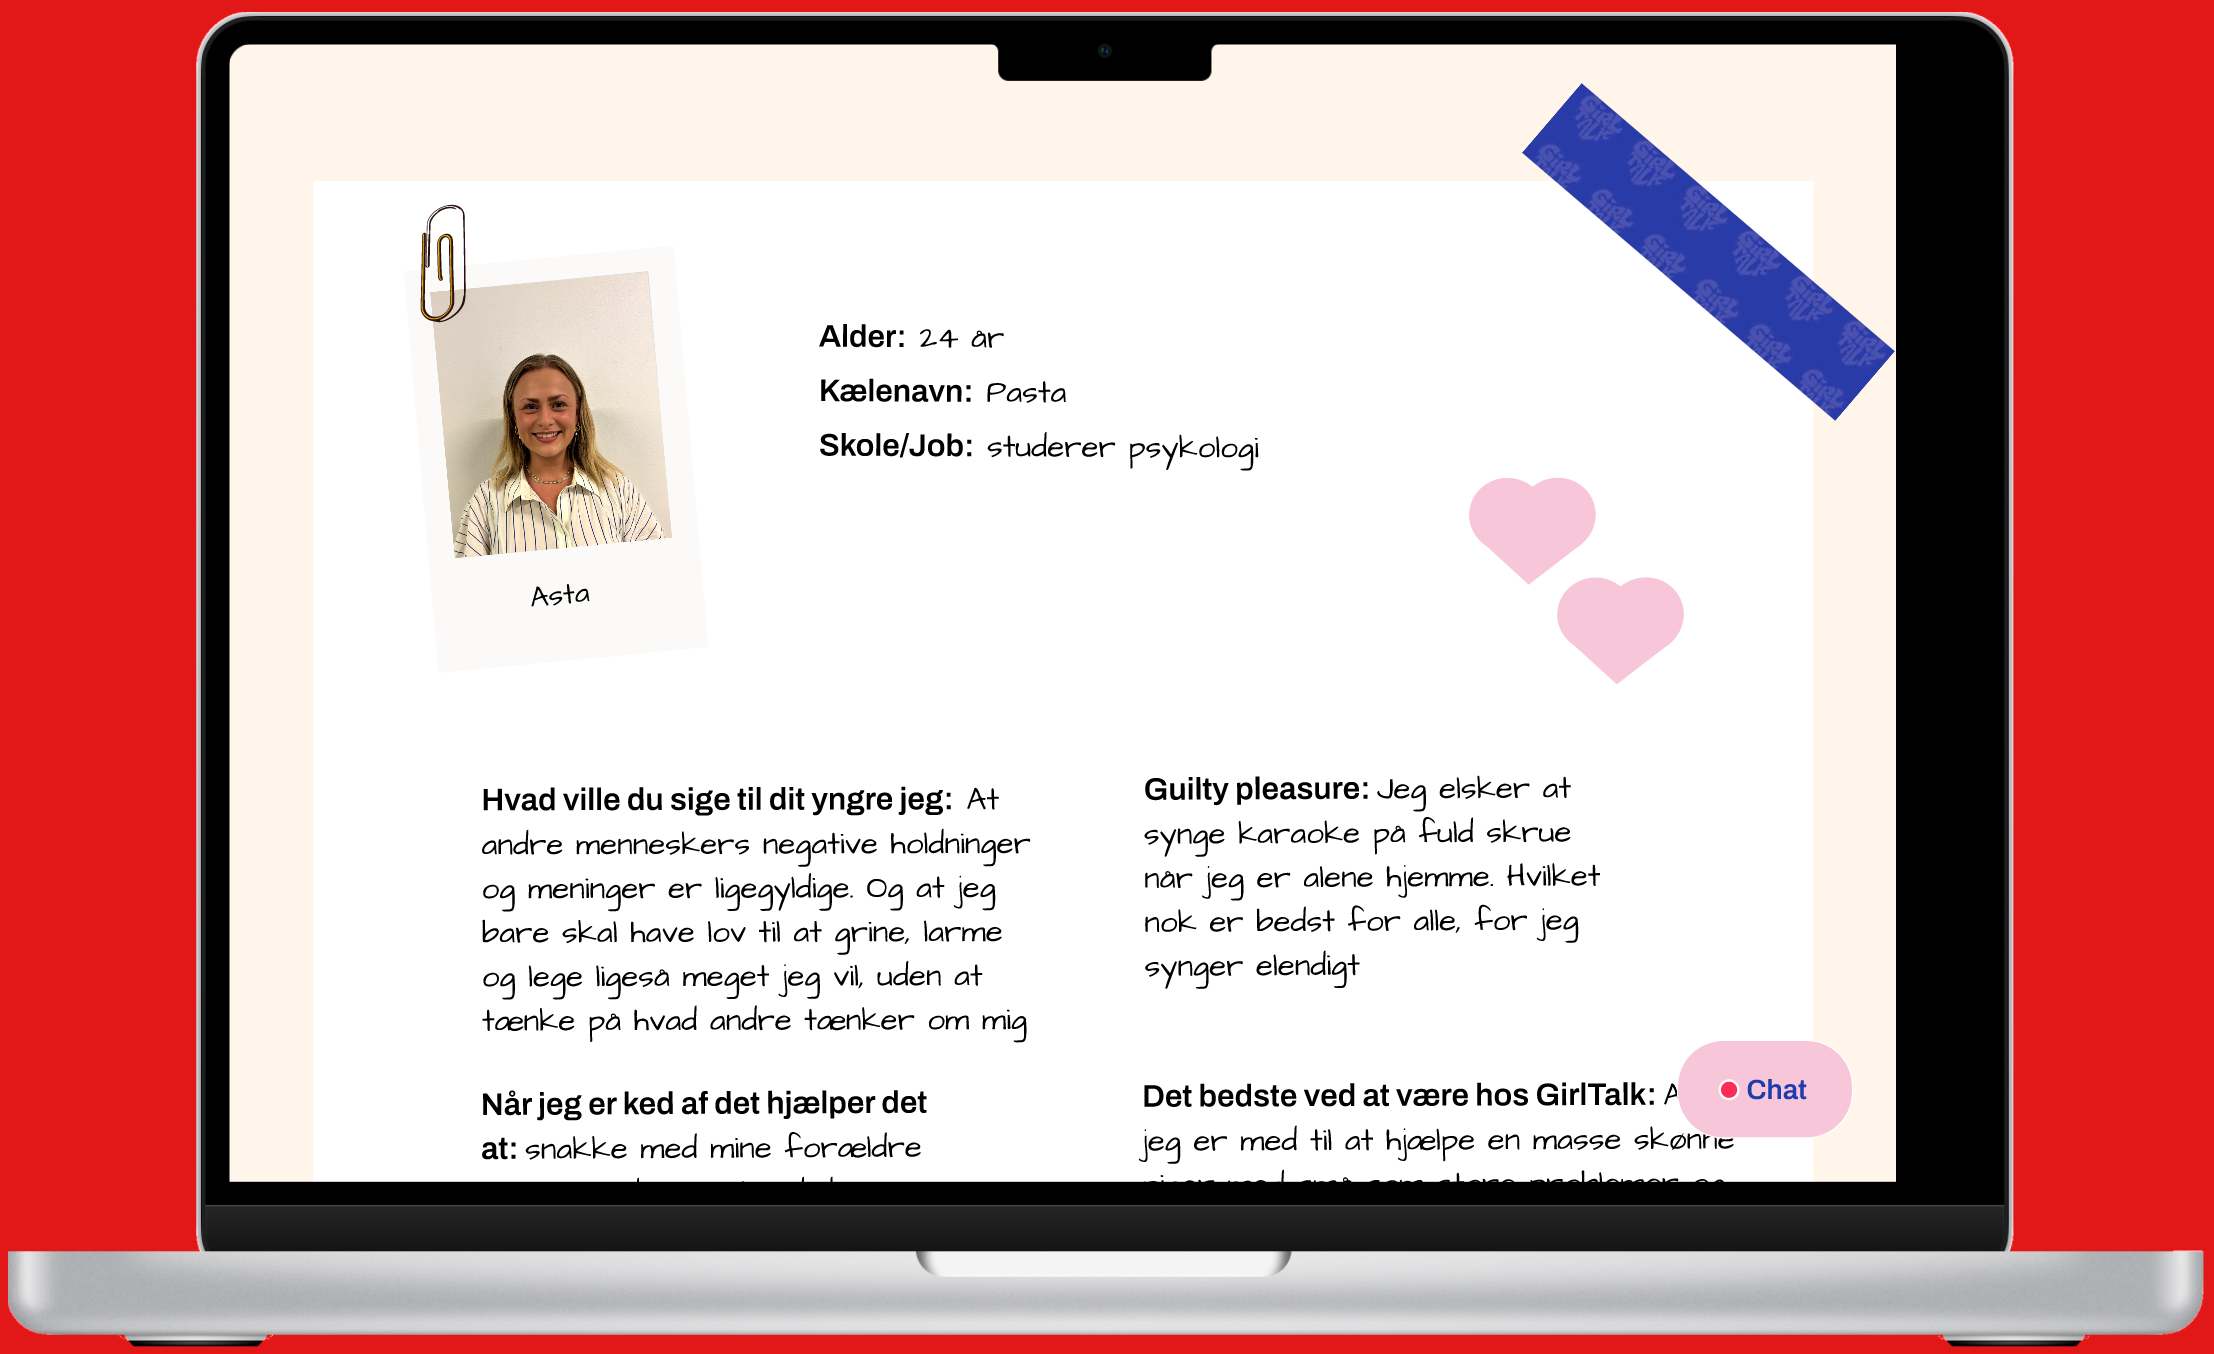 GIRL TALK
Alder: 24 år
Kælenavn: Pasta
Skole/Job: studerer psykologi
Asta
Hvad ville du sige til dit yngre jeg: At
andre menneskers negative holdninger
og meninger er ligegyldige. Og at jeg
bare skal have lov til at grine, larme
og lege ligeså meget jeg vil, uden at
tænke på hvad andre tænker om mig
Når jeg er ked af det hjælper det
at: snakke med mine forældre
Guilty pleasure: Jeg elsker at
synge karaoke på fuld skrue
når jeg er alene hjemme. Hvilket
nok er bedst for alle, for jeg
synger elendigt
Det bedste ved at være hos GirlTalk:
jeg er med til at hjælpe en masse skønne
Chat